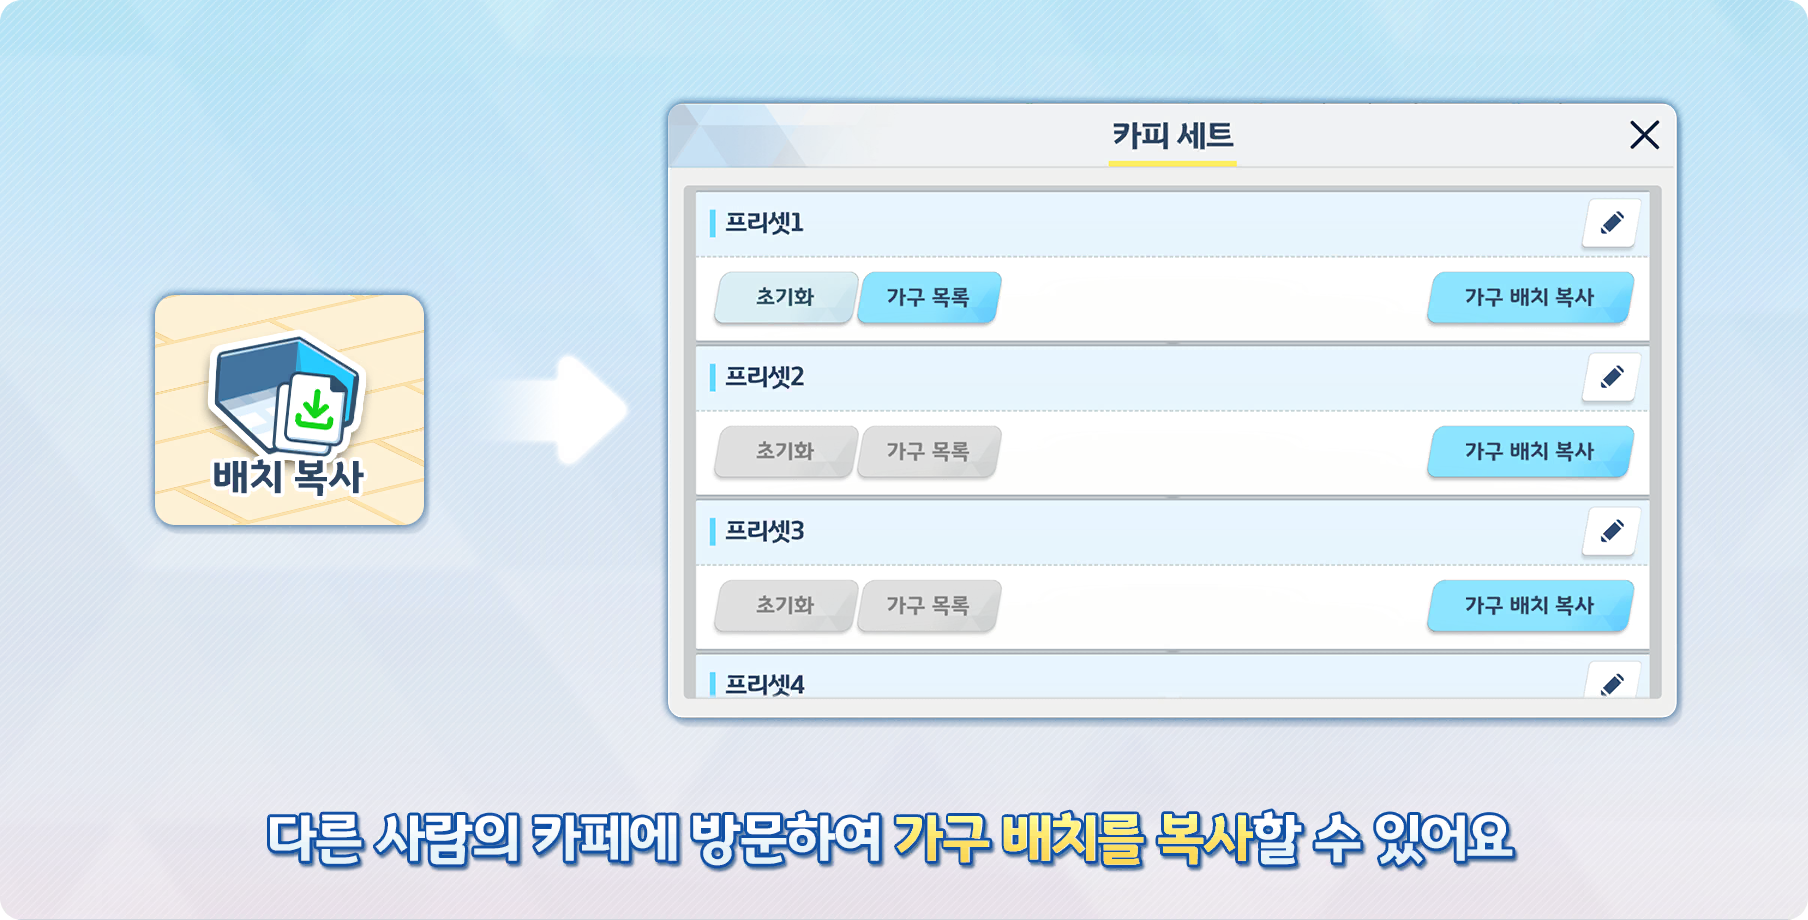 카피 세트
프리셋1
초기화 가구 목록 가구 배치 복사
프리셋2
초기화 가구 목록 가구 배치 복사
프리셋3
초기화 가구 목록 가구 배치 복사
프리셋4
배치 복사
다른 사람의 카페에 방문하여 가구 배치를 복사할 수 있어요